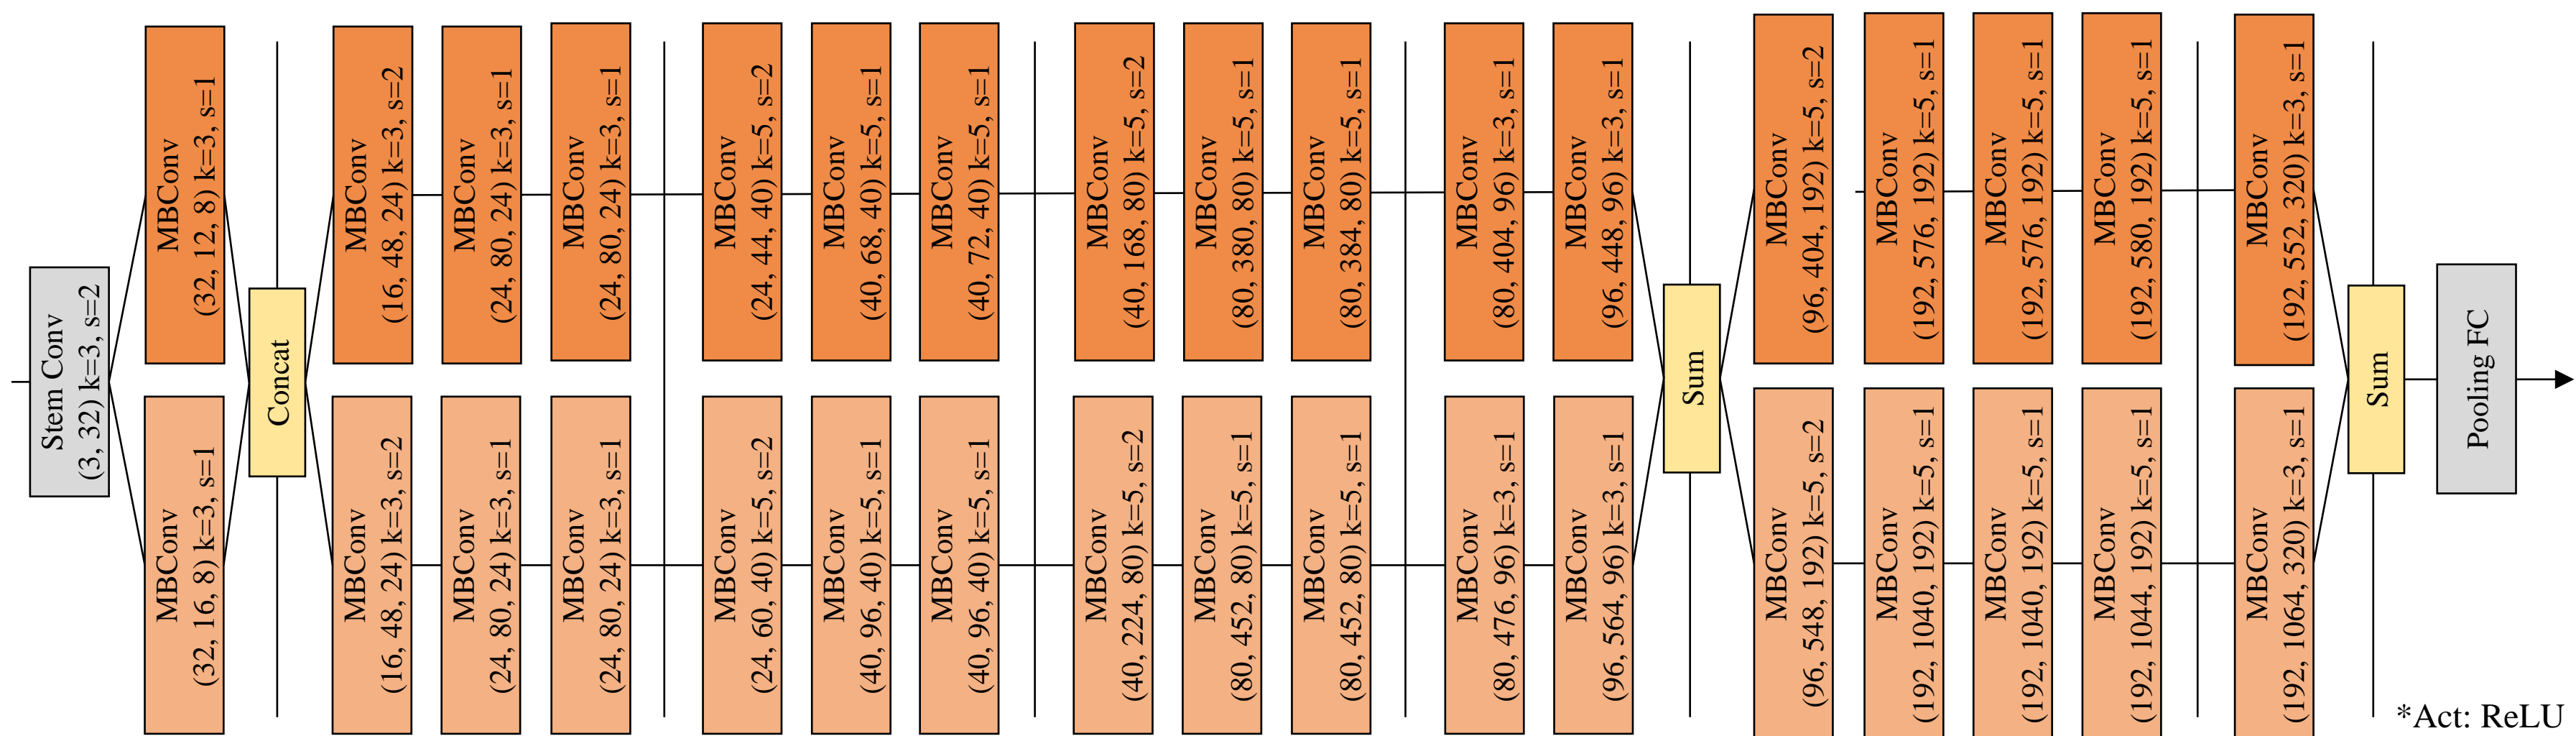 Stem Conv
(3, 32) k=3, s=2
MBConv
(32, 12, 8) k=3, s=1
MBConv
(32, 16, 8) k=3, s=1
Concat
MBConv
(16, 48, 24) k=3, s=2
MBConv
(24, 80, 24) k=3, s=1
MBConv
(24, 80, 24) k=3, s=1
MBConv
(24, 44, 40) k=5, s=2
MBConv
(40, 68, 40) k=5, s=1
MBConv
(40, 72, 40) k=5, s=1
MBConv
(40, 168, 80) k=5, s=2
MBConv
(80, 380, 80) k=5, s=1
MBConv
(80, 384, 80) k=5, s=1
MBConv
(80, 404, 96) k=3, s=1
MBConv
(96, 448, 96) k=3, s=1
MBConv
(16, 48, 24) k=3, s=2
MBConv
(24, 80, 24) k=3, s=1
MBConv
(24, 80, 24) k=3, s=1
MBConv
(24, 60, 40) k=5, s=2
MBConv
(40, 96, 40) k=5, s=1
MBConv
(40, 96, 40) k=5, s=1
MBConv
(40, 224, 80) k=5, s=2
MBConv
(80, 452, 80) k=5, s=1
MBConv
(80, 452, 80) k=5, s=1
MBConv
(80, 476, 96) k=3, s=1
MBConv
(96, 564, 96) k=3, s=1
Sum
MBConv
(96, 404, 192) k=5, s=2
MBConv
(192, 576, 192) k=5, s=1
MBConv
(192, 576, 192) k=5, s=1
MBConv
(192, 580, 192) k=5, s=1
MBConv
(192, 552, 320) k=3, s=1
MBConv
(96, 548, 192) k=5, s=2
MBConv
(192, 1040, 192) k=5, s=1
MBConv
(192, 1040, 192) k=5, s=1
MBConv
(192, 1044, 192) k=5, s=1
MBConv
(192, 1064, 320) k=3, s=1
Sum
Pooling FC
*Act: ReLU